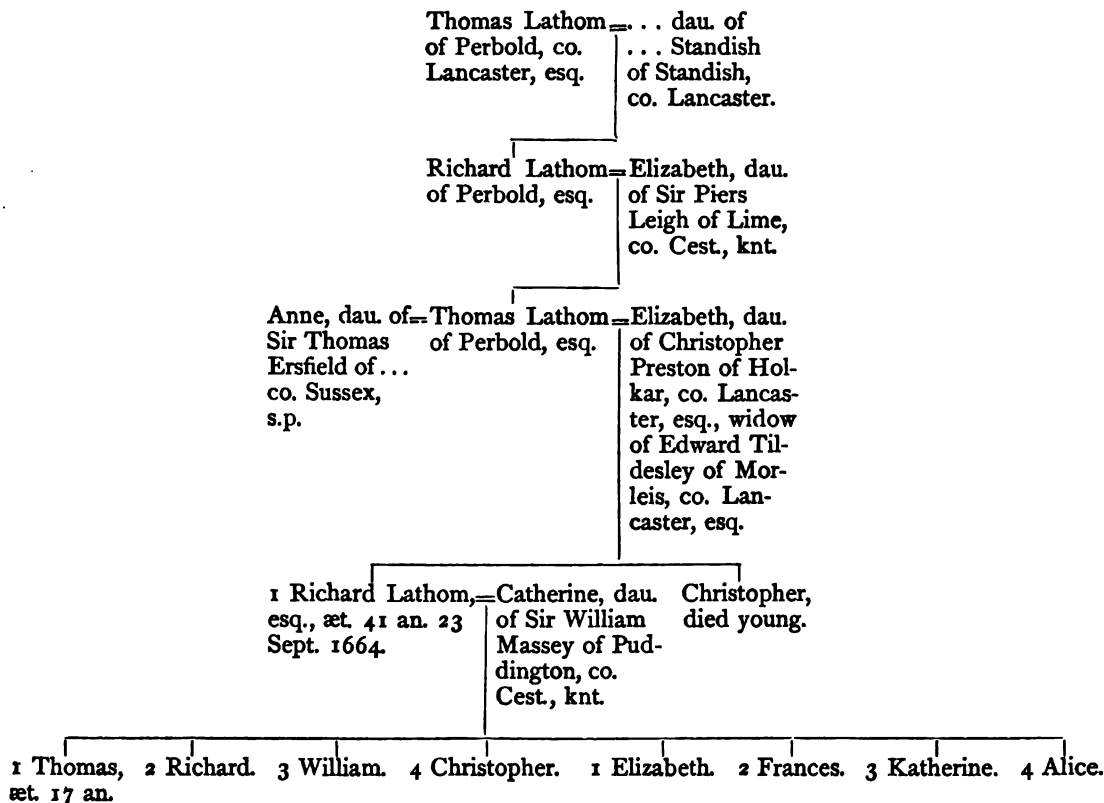 Thomas Lathom = . . . dau. of
of Perbold, co. . . . Standish
Lancaster, esq. of Standish,
co. Lancaster.
Richard Lathom = Elizabeth, dau.
of Perbold, esq. of Sir Piers
Leigh of Lime,
co. Cest., knt.
Anne, dau. of = Thomas Lathom = Elizabeth, dau.
Sir Thomas of Perbold, esq. of Christopher
Ersfield of . . . Preston of Hol-
co. Sussex, kar, co. Lancas-
s.p. ter, esq., widow
of Edward Til-
desley of Mor-
leis, co. Lan-
caster, esq.
1 Richard Lathom, = Catherine, dau. Christopher,
esq., æt. 41 an. 23 of Sir William died young.
Sept. 1664. Massey of Pud-
dington, co.
Cest., knt.
1 Thomas, 2 Richard. 3 William. 4 Christopher. 1 Elizabeth. 2 Frances. 3 Katherine. 4 Alice.
æt. 17 an.